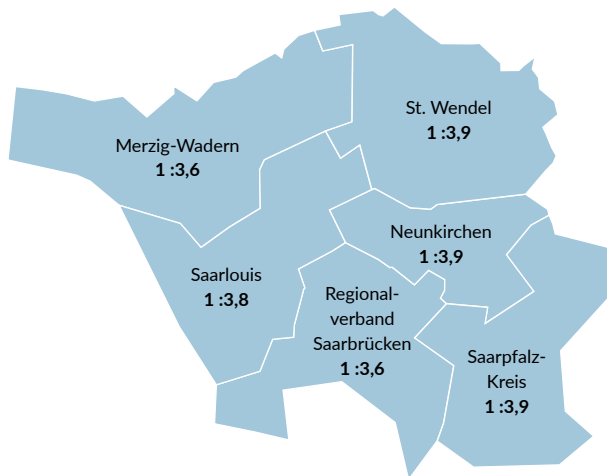 St. Wendel
1 :3,9
Merzig-Wadern
1 :3,6
Neunkirchen
1 :3,9
Saarlouis
1 :3,8
Regional-
verband
Saarbrücken
1 :3,6
Saarpfalz-
Kreis
1 :3,9